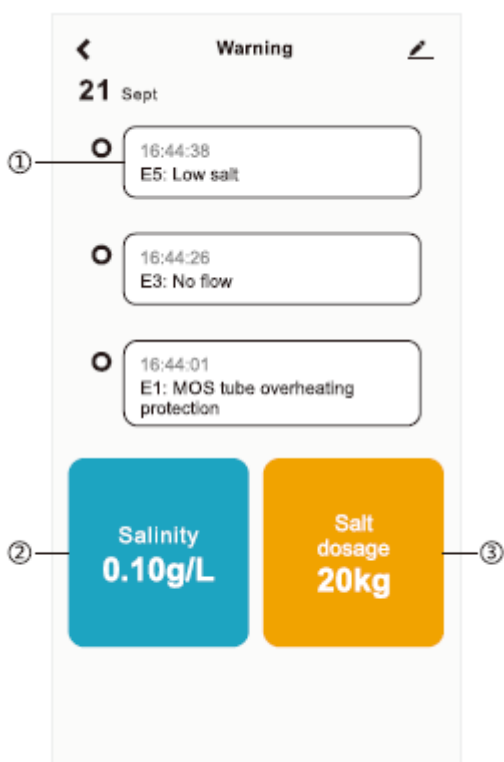 Warning
21 Sept
①
16:44:38
E5: Low salt
16:44:26
E3: No flow
16:44:01
E1: MOS tube overheating
protection
②
Salinity
0.10g/L
Salt
dosage
20kg
③